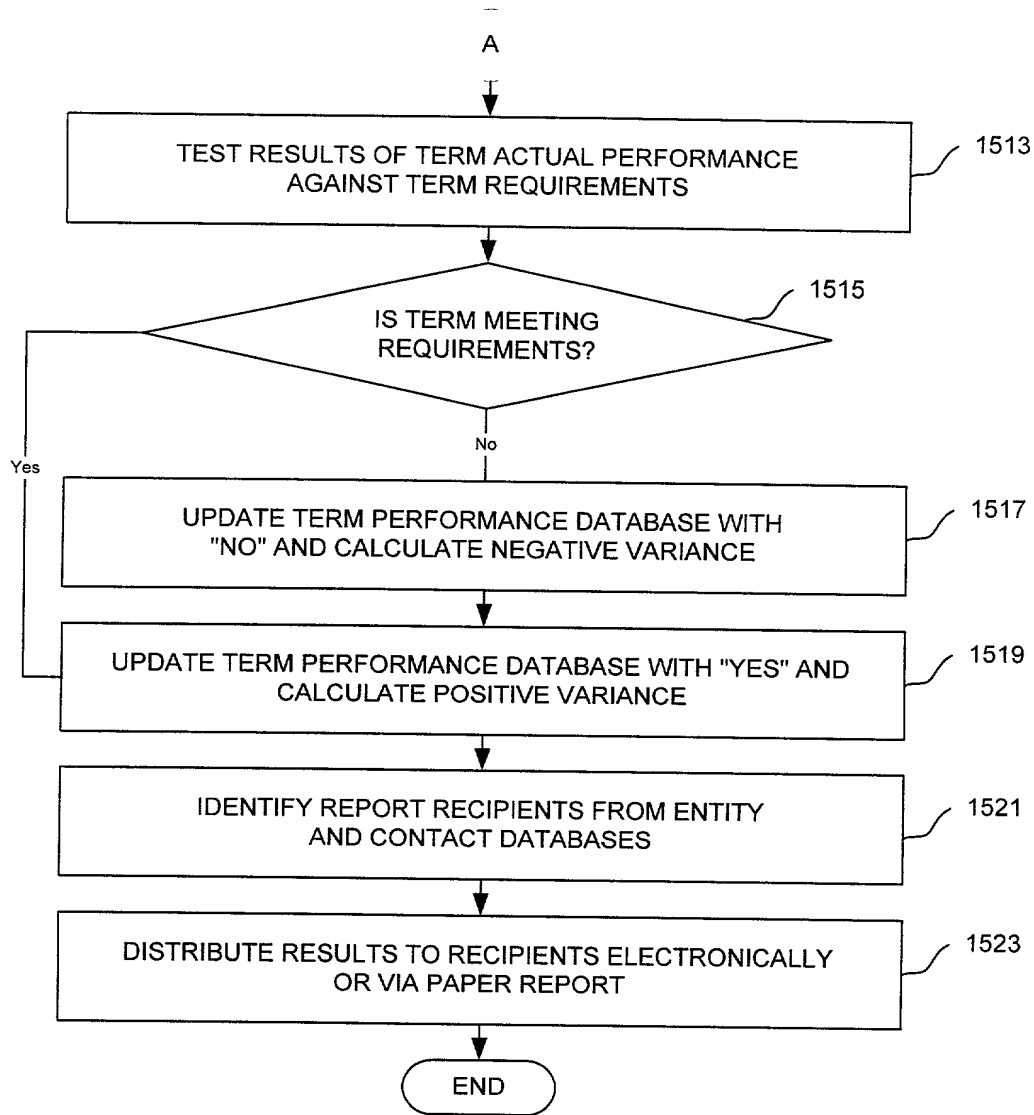 A
TEST RESULTS OF TERM ACTUAL PERFORMANCE
AGAINST TERM REQUIREMENTS
1513
IS TERM MEETING
REQUIREMENTS?
1515
No
Yes
UPDATE TERM PERFORMANCE DATABASE WITH
"NO" AND CALCULATE NEGATIVE VARIANCE
1517
UPDATE TERM PERFORMANCE DATABASE WITH "YES" AND
CALCULATE POSITIVE VARIANCE
1519
IDENTIFY REPORT RECIPIENTS FROM ENTITY
AND CONTACT DATABASES
1521
DISTRIBUTE RESULTS TO RECIPIENTS ELECTRONICALLY
OR VIA PAPER REPORT
1523
END